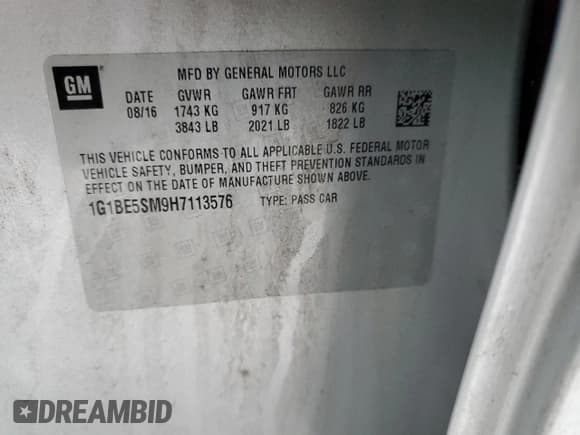 GM ®
MFD BY GENERAL MOTORS LLC
DATE GVWR GAWR FRT GAWR RR
08/16 1743 KG 917 KG 826 KG
3843 LB 2021 LB 1822 LB
THIS VEHICLE CONFORMS TO ALL APPLICABLE U.S. FEDERAL MOTOR
VEHICLE SAFETY, BUMPER, AND THEFT PREVENTION STANDARDS IN
EFFECT ON THE DATE OF MANUFACTURE SHOWN ABOVE.
1G1BE5SM9H7113576 TYPE: PASS CAR
DREAMBID